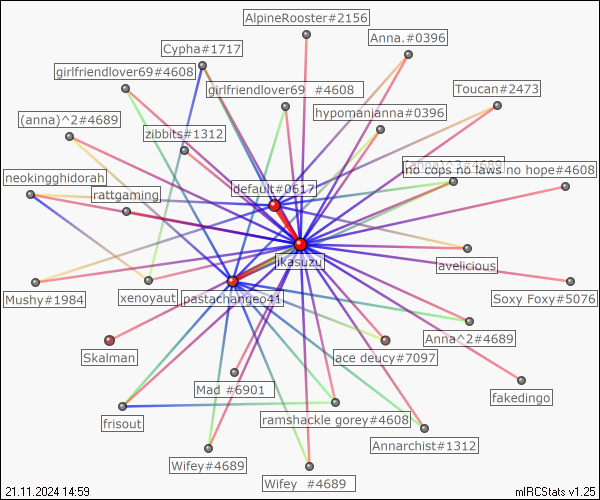 AlpineRooster#2156
Anna.#0396
Cypha#1717
girlfriendlover69#4608
girlfriendlover69 #4608
Toucan#2473
hypomanianna#0396
(anna)^2#4689
zibbits#1312
(anna)^3#4689
no cops no laws no hope#4608
neokingghidorah
default#0617
rattgaming
ikasuzu
avelicious
Soxy Foxy#5076
Mushy#1984
xenoyaut
pastachangeo41
Anna^2#4689
Skalman
ace deucy#7097
Mad #6901
fakedingo
frisout
ramshackle gorey#4608
Annarchist#1312
Wifey#4689
Wifey #4689
21.11.2024 14:59
mIRCStats v1.25